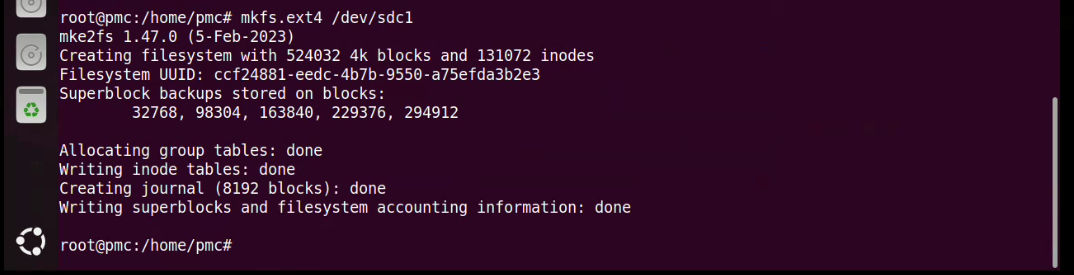 root@pmc:/home/pmc# mkfs.ext4 /dev/sdc1
mke2fs 1.47.0 (5-Feb-2023)
Creating filesystem with 524032 4k blocks and 131072 inodes
Filesystem UUID: ccf24881-eedc-4b7b-9550-a75efda3b2e3
Superblock backups stored on blocks:
        32768, 98304, 163840, 229376, 294912

Allocating group tables: done
Writing inode tables: done
Creating journal (8192 blocks): done
Writing superblocks and filesystem accounting information: done

root@pmc:/home/pmc#